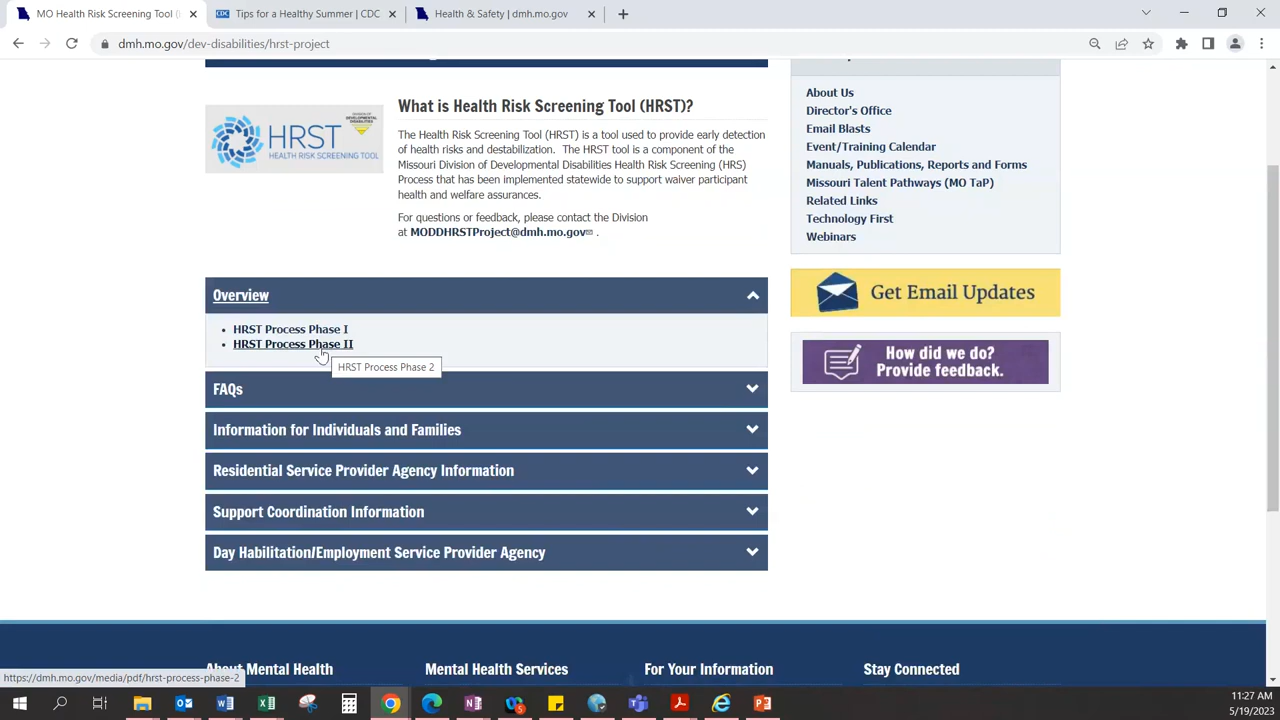 MO Health Risk Screening Tool (
Tips for a Healthy Summer | CDC
Health & Safety | dmh.mo.gov
dmh.mo.gov/dev-disabilities/hrst-project
What is Health Risk Screening Tool (HRST)?
DIVISION OF
DEVELOPMENTAL
DISABILITIES
HRST
HEALTH RISK SCREENING TOOL
The Health Risk Screening Tool (HRST) is a tool used to provide early detection
of health risks and destabilization. The HRST tool is a component of the
Missouri Division of Developmental Disabilities Health Risk Screening (HRS)
Process that has been implemented statewide to support waiver participant
health and welfare assurances.
For questions or feedback, please contact the Division
at MODDHRSTProject@dmh.mo.gov .
Overview
• HRST Process Phase I
• HRST Process Phase II
HRST Process Phase 2
FAQs
Information for Individuals and Families
Residential Service Provider Agency Information
Support Coordination Information
Day Habilitation/Employment Service Provider Agency
About Us
Director's Office
Email Blasts
Event/Training Calendar
Manuals, Publications, Reports and Forms
Missouri Talent Pathways (MO TaP)
Related Links
Technology First
Webinars
Get Email Updates
How did we do?
Provide feedback.
About Mental Health
Mental Health Services
For Your Information
Stay Connected
https://dmh.mo.gov/media/pdf/hrst-process-phase-2
11:27 AM
5/19/2023